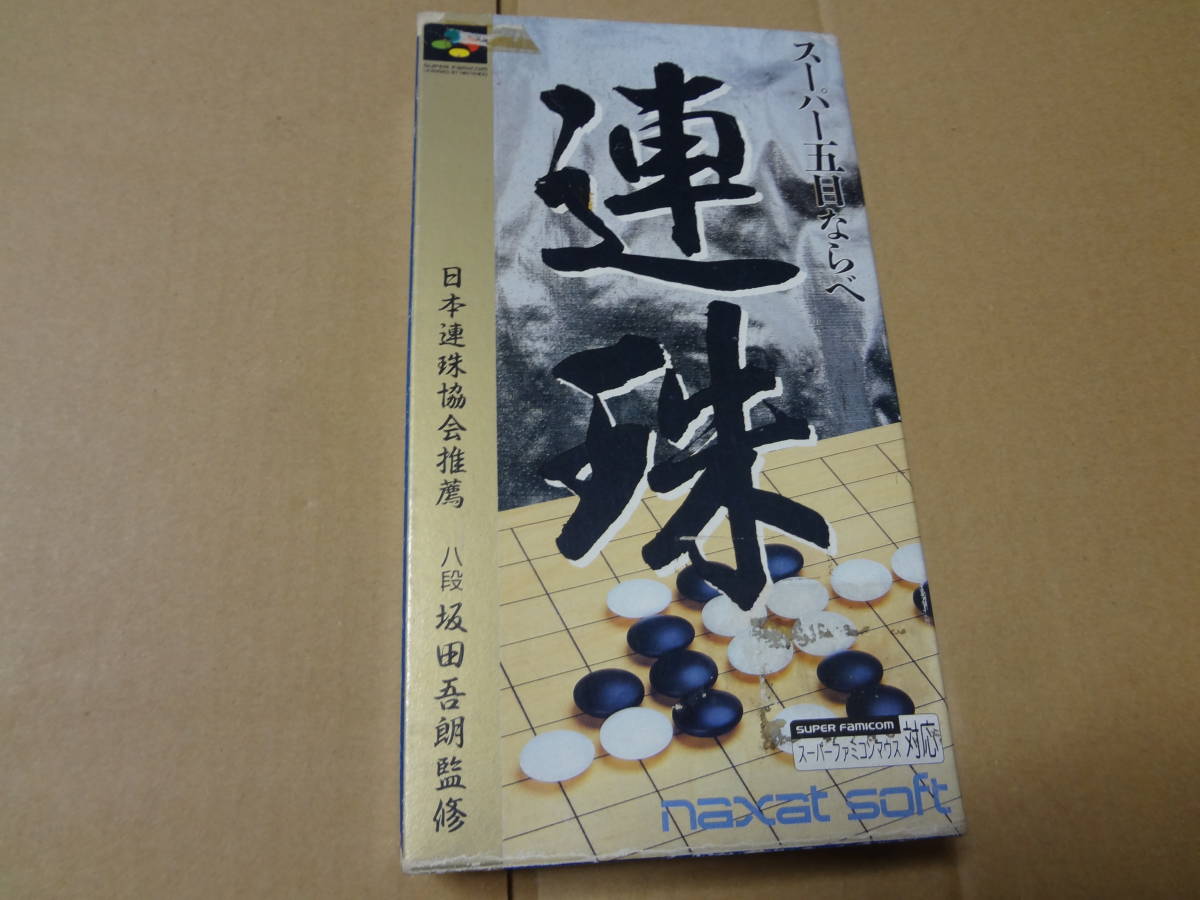 SUPER FAMICOM
スーパー五目ならべ
連珠
日本連珠協会推薦 八段 坂田吾朗監修
SUPER FAMICOM
スーパーファミコンマウス 対応
naxat soft